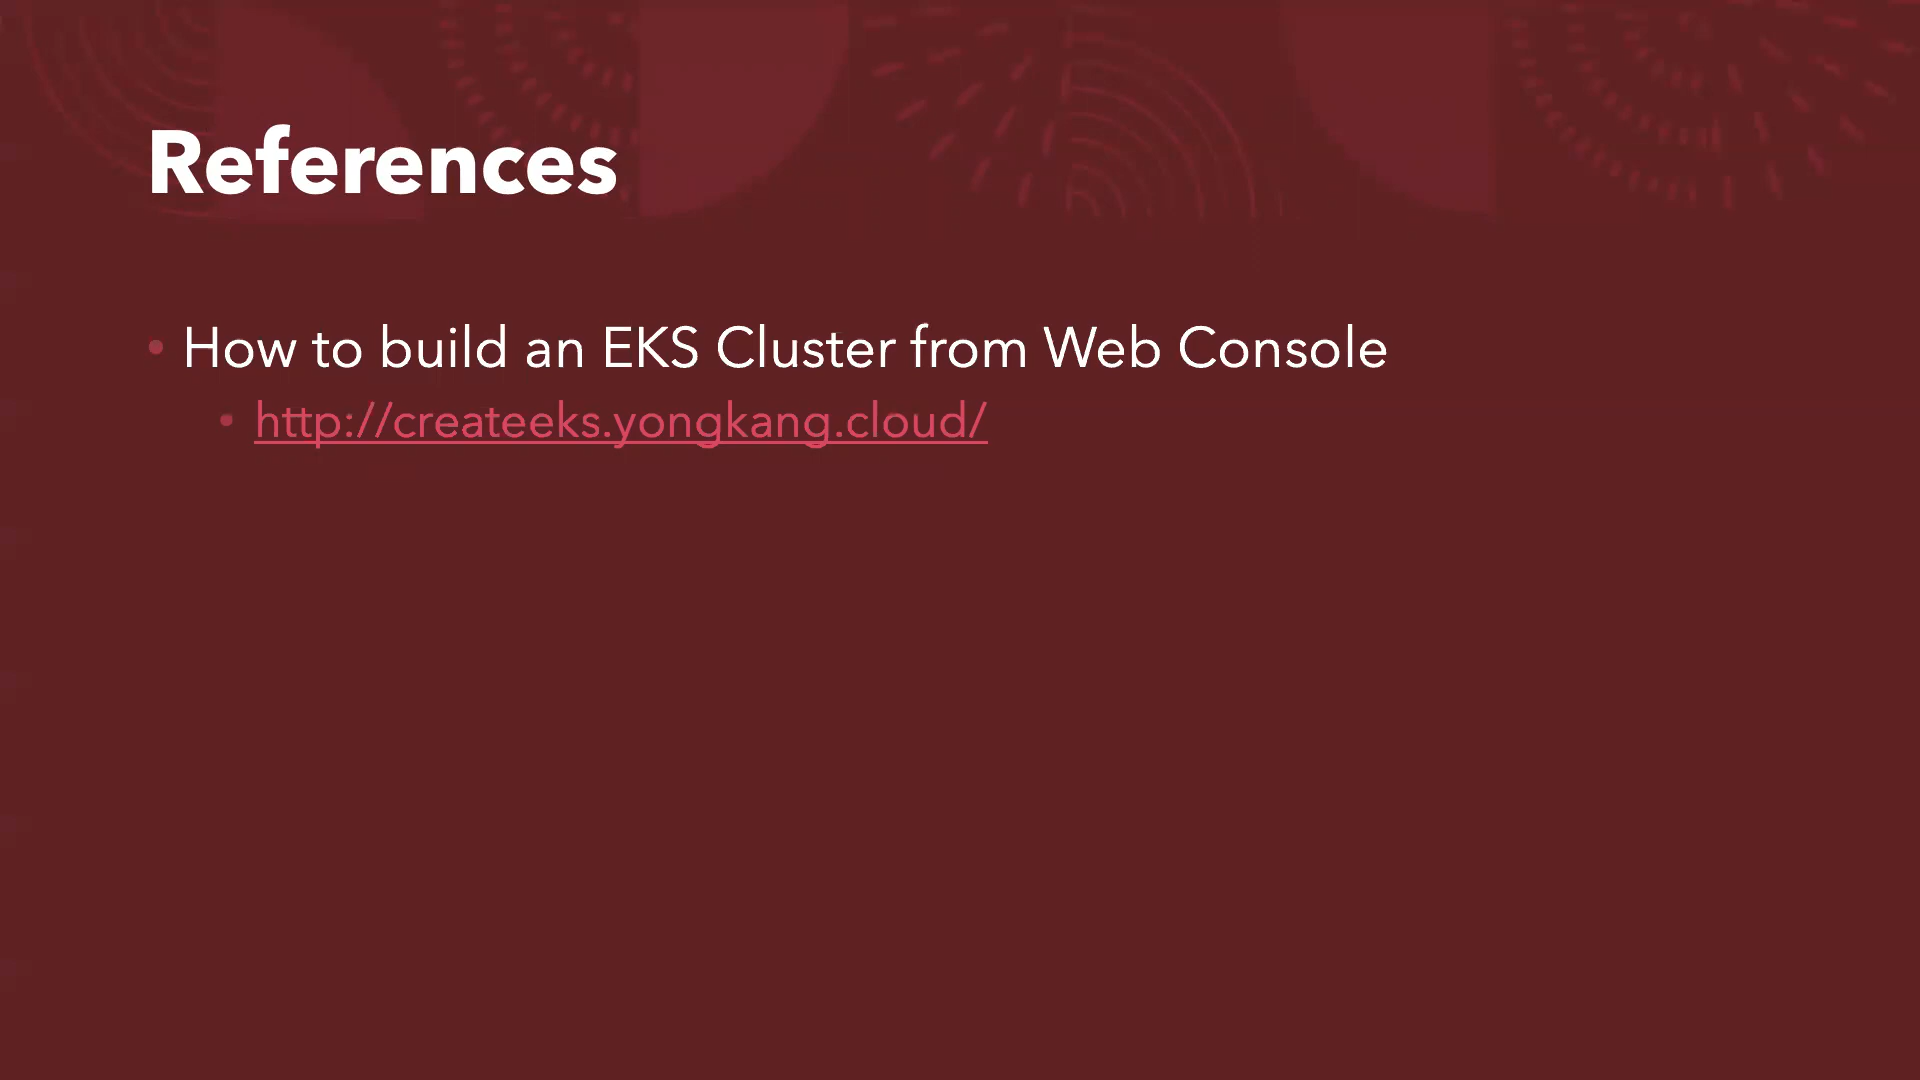 References
• How to build an EKS Cluster from Web Console
• http://createeks.yongkang.cloud/